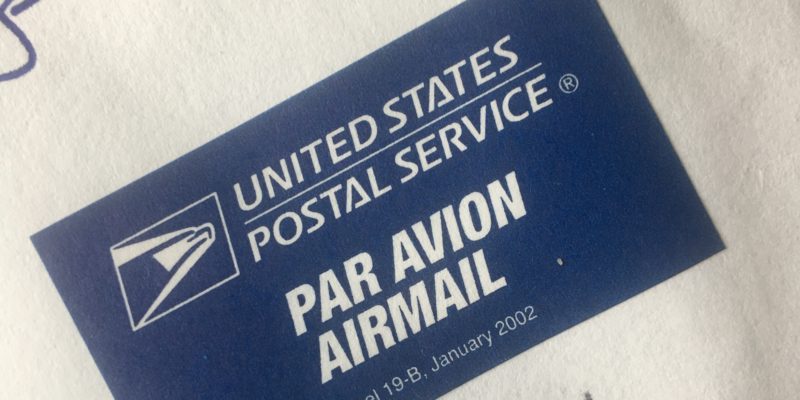 UNITED STATES
POSTAL SERVICE®
PAR AVION
AIRMAIL
19-B, January 2002